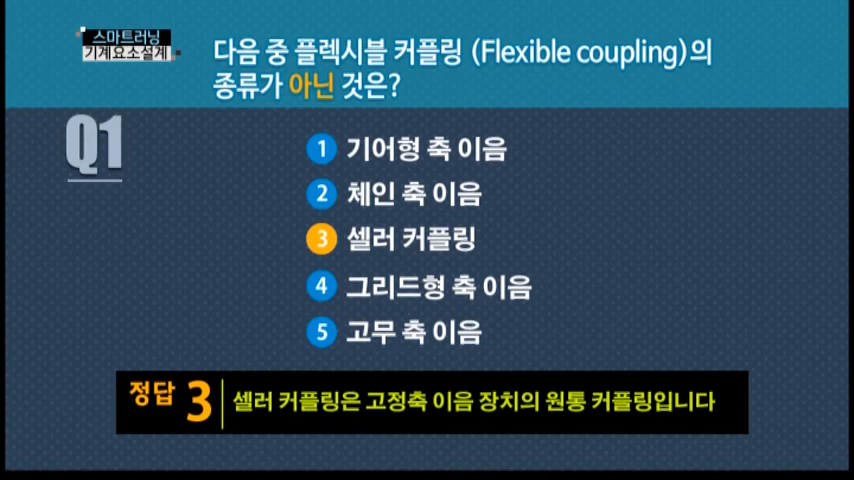 스마트러닝
기계요소설계
다음 중 플렉시블 커플링 (Flexible coupling)의
종류가 아닌 것은?
Q1
1 기어형 축 이음
2 체인 축 이음
3 셀러 커플링
4 그리드형 축 이음
5 고무 축 이음
정답 3 셀러 커플링은 고정축 이음 장치의 원통 커플링입니다